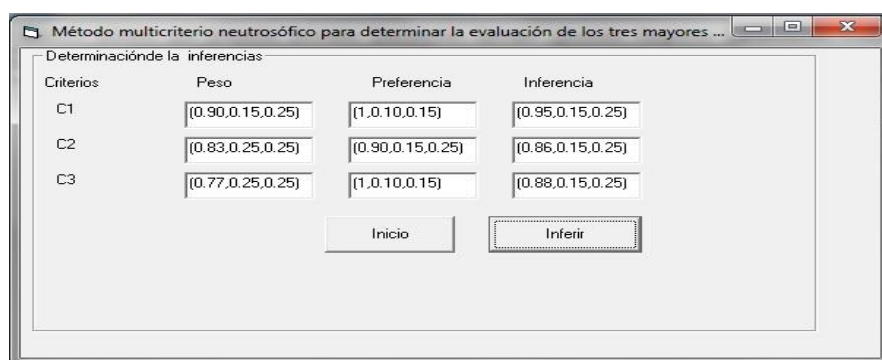 Método multicriterio neutrosófico para determinar la evaluación de los tres mayores ...
Determinaciónde la inferencias
Criterios Peso Preferencia Inferencia
C1 (0.90,0.15,0.25) (1,0.10,0.15) (0.95,0.15,0.25)
C2 (0.83,0.25,0.25) (0.90,0.15,0.25) (0.86,0.15,0.25)
C3 (0.77,0.25,0.25) (1,0.10,0.15) (0.88,0.15,0.25)
Inicio Inferir